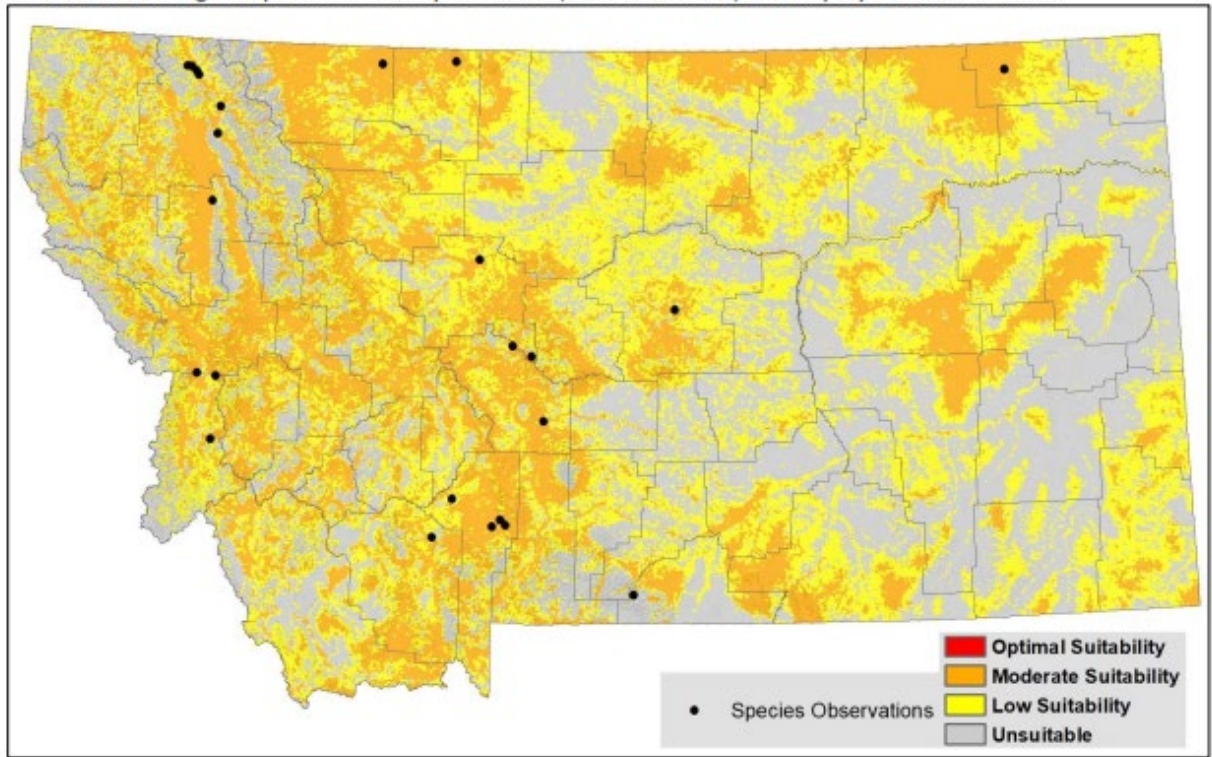 Optimal Suitability
Moderate Suitability
Species Observations
Low Suitability
Unsuitable